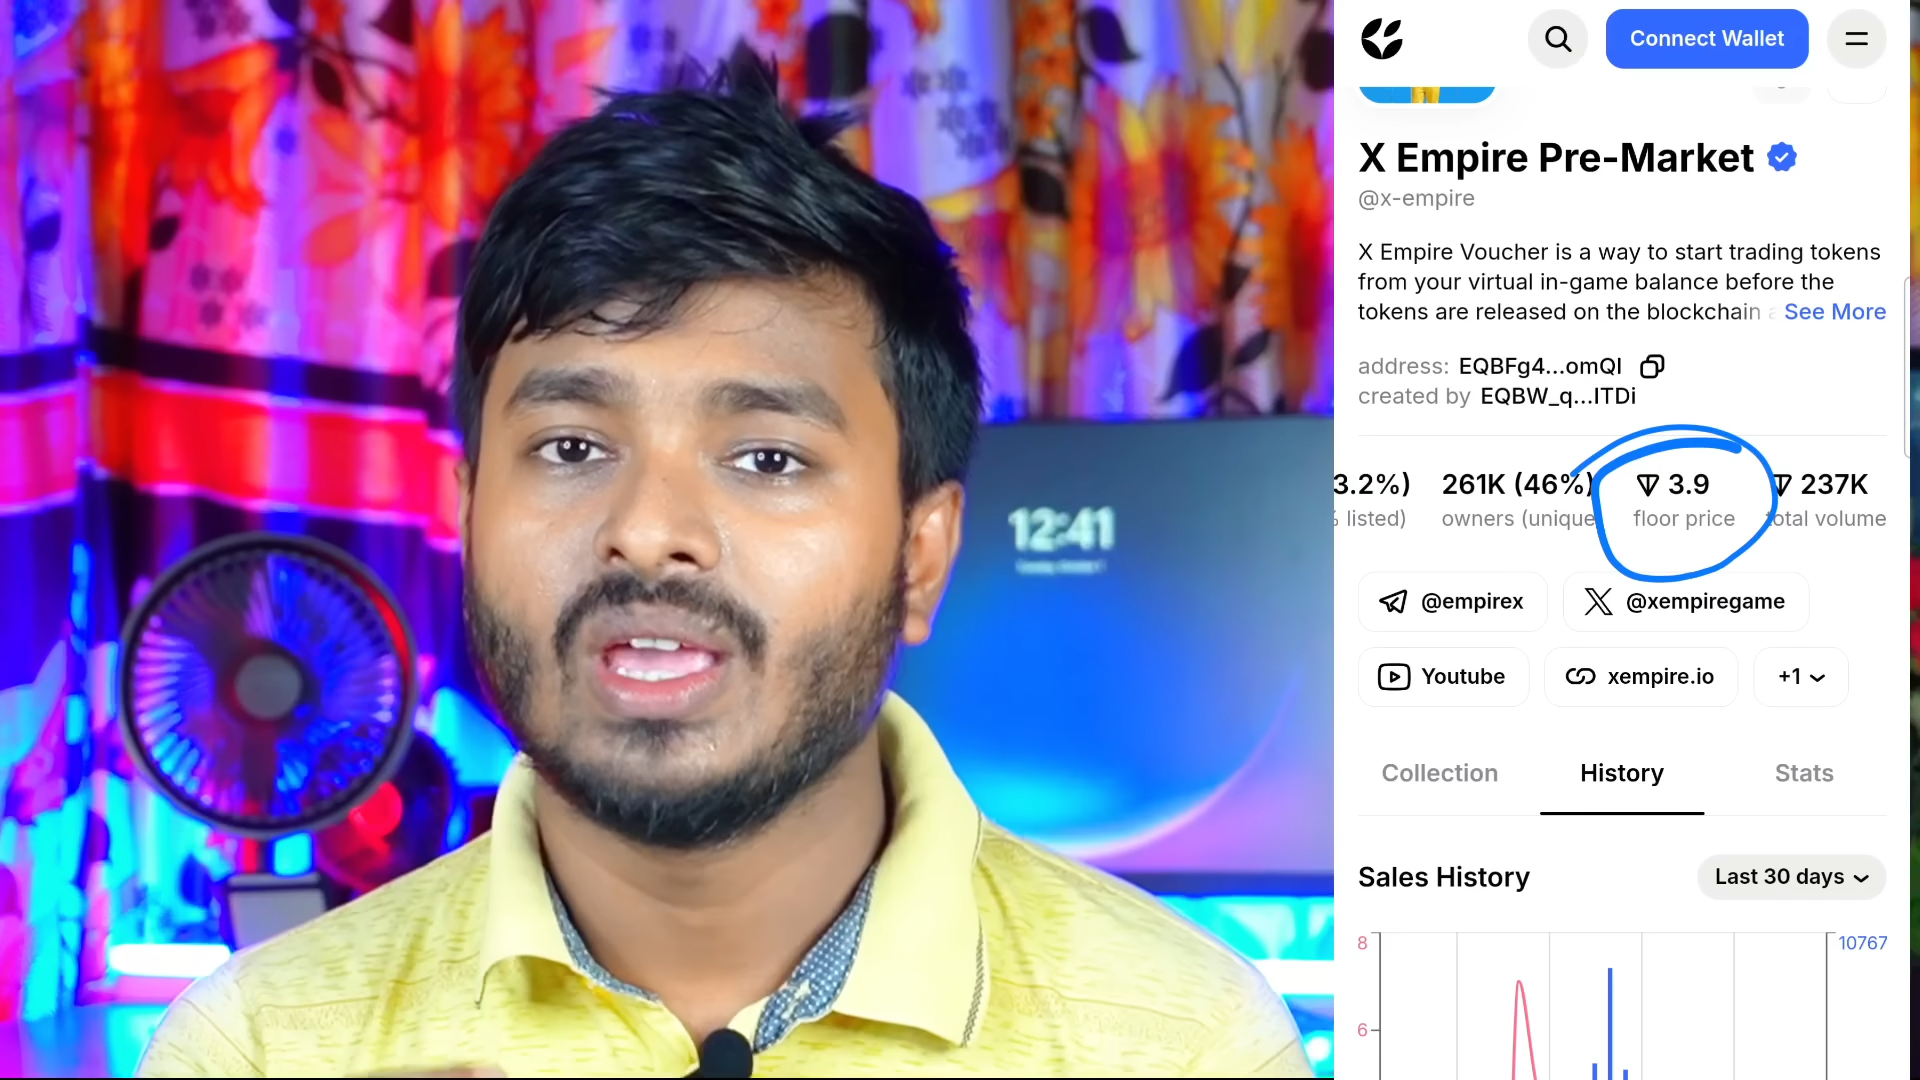 12:41
Connect Wallet
X Empire Pre-Market
@x-empire
X Empire Voucher is a way to start trading tokens
from your virtual in-game balance before the
tokens are released on the blockchain a See More
address: EQBFg4...omQI
created by EQBW_q...ITDi
3.2%) 261K (46%) 3.9 237K
listed) owners (unique floor price total volume
@empirex @xempiregame
Youtube xempire.io +1
Collection History Stats
Sales History Last 30 days
8 10767
6